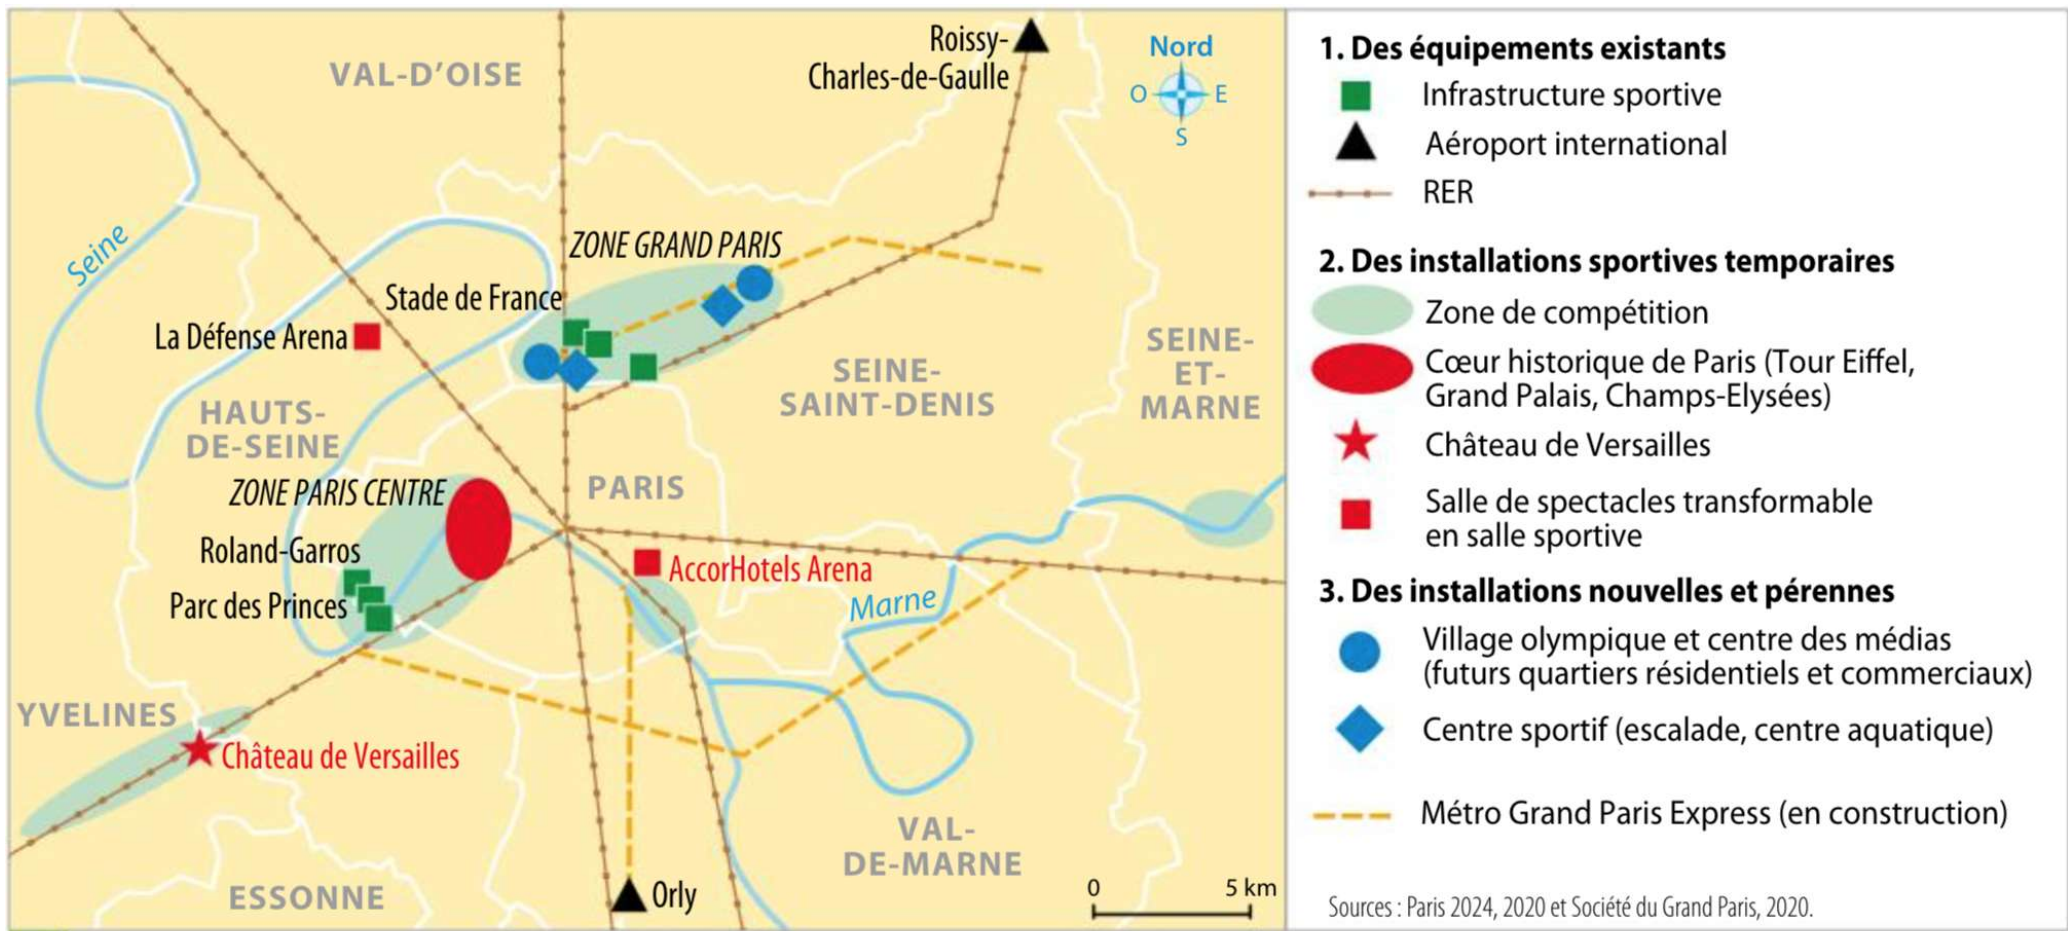 Roissy-
Charles-de-Gaulle
Nord
O
E
S
VAL-D'OISE
Seine
ZONE GRAND PARIS
Stade de France
La Défense Arena
SEINE-
ET-
MARNE
SEINE-
SAINT-DENIS
HAUTS-
DE-SEINE
ZONE PARIS CENTRE
PARIS
Roland-Garros
Parc des Princes
AccorHotels Arena
Marne
YVELINES
Château de Versailles
VAL-
DE-MARNE
ESSONNE
Orly
0
5 km
1. Des équipements existants
Infrastructure sportive
Aéroport international
RER
2. Des installations sportives temporaires
Zone de compétition
Cœur historique de Paris (Tour Eiffel,
Grand Palais, Champs-Elysées)
Château de Versailles
Salle de spectacles transformable
en salle sportive
3. Des installations nouvelles et pérennes
Village olympique et centre des médias
(futurs quartiers résidentiels et commerciaux)
Centre sportif (escalade, centre aquatique)
Métro Grand Paris Express (en construction)
Sources : Paris 2024, 2020 et Société du Grand Paris, 2020.